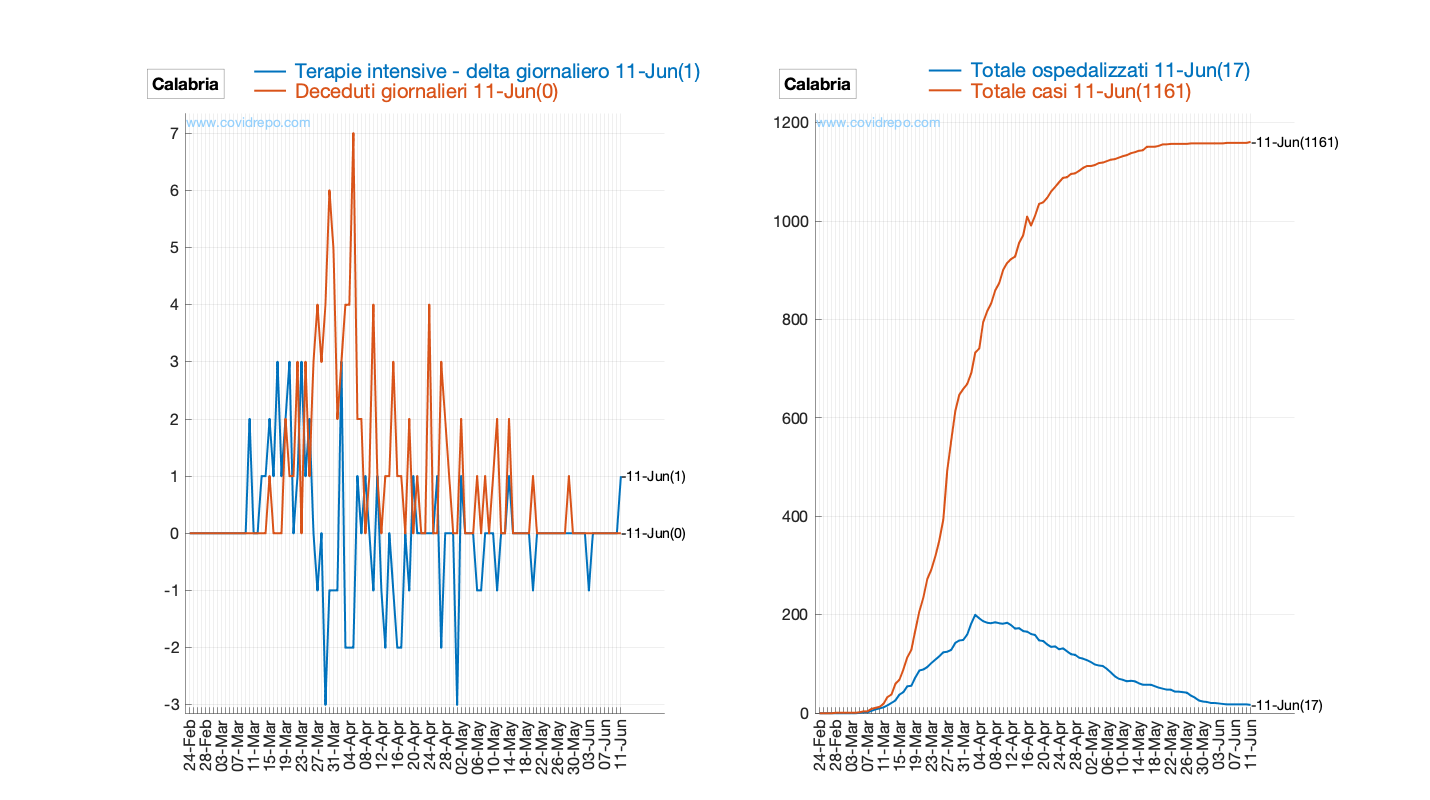 Calabria
Terapie intensive - delta giornaliero 11-Jun(1)
Deceduti giornalieri 11-Jun(0)
www.covidrepo.com
7
6
5
4
3
2
1
0
-1
-2
-3
-11-Jun(1)
-11-Jun(0)
24-Feb
28-Feb
03-Mar
07-Mar
11-Mar
15-Mar
19-Mar
23-Mar
27-Mar
31-Mar
04-Apr
08-Apr
12-Apr
16-Apr
20-Apr
24-Apr
28-Apr
02-May
06-May
10-May
14-May
18-May
22-May
26-May
30-May
03-Jun
07-Jun
11-Jun
Calabria
Totale ospedalizzati 11-Jun(17)
Totale casi 11-Jun(1161)
www.covidrepo.com
1200
1000
800
600
400
200
0
-11-Jun(1161)
-11-Jun(17)
24-Feb
28-Feb
03-Mar
07-Mar
11-Mar
15-Mar
19-Mar
23-Mar
27-Mar
31-Mar
04-Apr
08-Apr
12-Apr
16-Apr
20-Apr
24-Apr
28-Apr
02-May
06-May
10-May
14-May
18-May
22-May
26-May
30-May
03-Jun
07-Jun
11-Jun